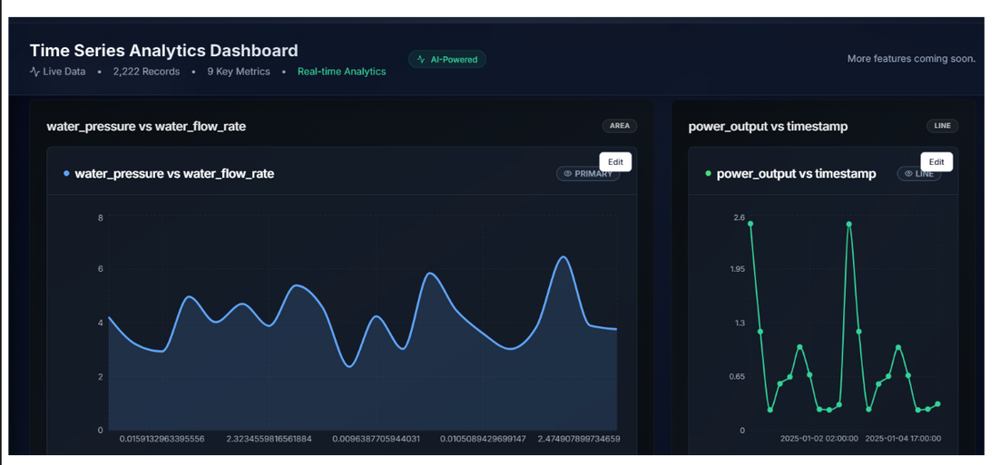 Time Series Analytics Dashboard
Live Data • 2,222 Records • 9 Key Metrics • Real-time Analytics
AI-Powered
More features coming soon.
water_pressure vs water_flow_rate
AREA
water_pressure vs water_flow_rate
Edit
PRIMARY
8
6
4
2
0
0.0159132963395556 2.3234559816561884 0.0096387705944031 0.0105089429699147 2.474907899734659
power_output vs timestamp
LINE
power_output vs timestamp
Edit
LINE
2.6
1.95
1.3
0.65
0
2025-01-02 02:00:00 2025-01-04 17:00:00